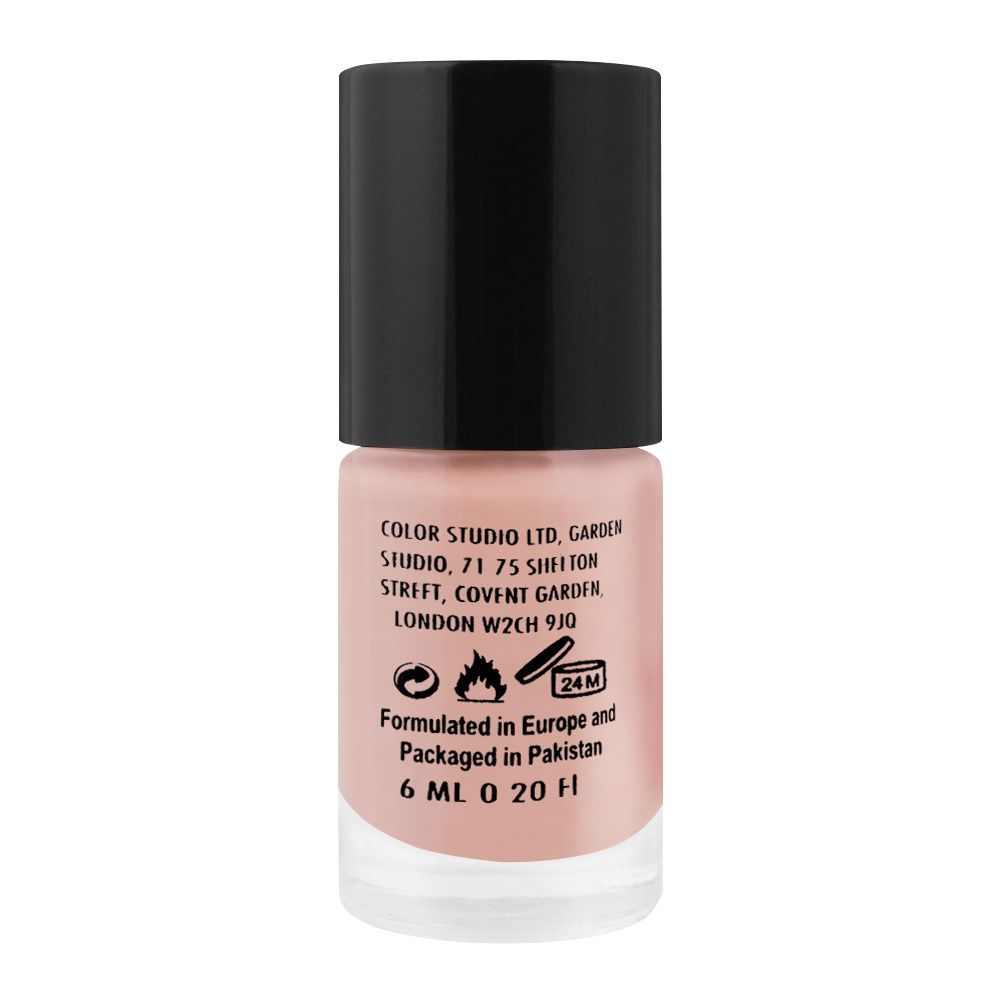 COLOR STUDIO LTD, GARDEN
STUDIO, 71 75 SHELTON
STREET, COVENT GARDEN,
LONDON W2CH 9JQ
24M
Formulated in Europe and
Packaged in Pakistan
6 ML 0 20 Fl